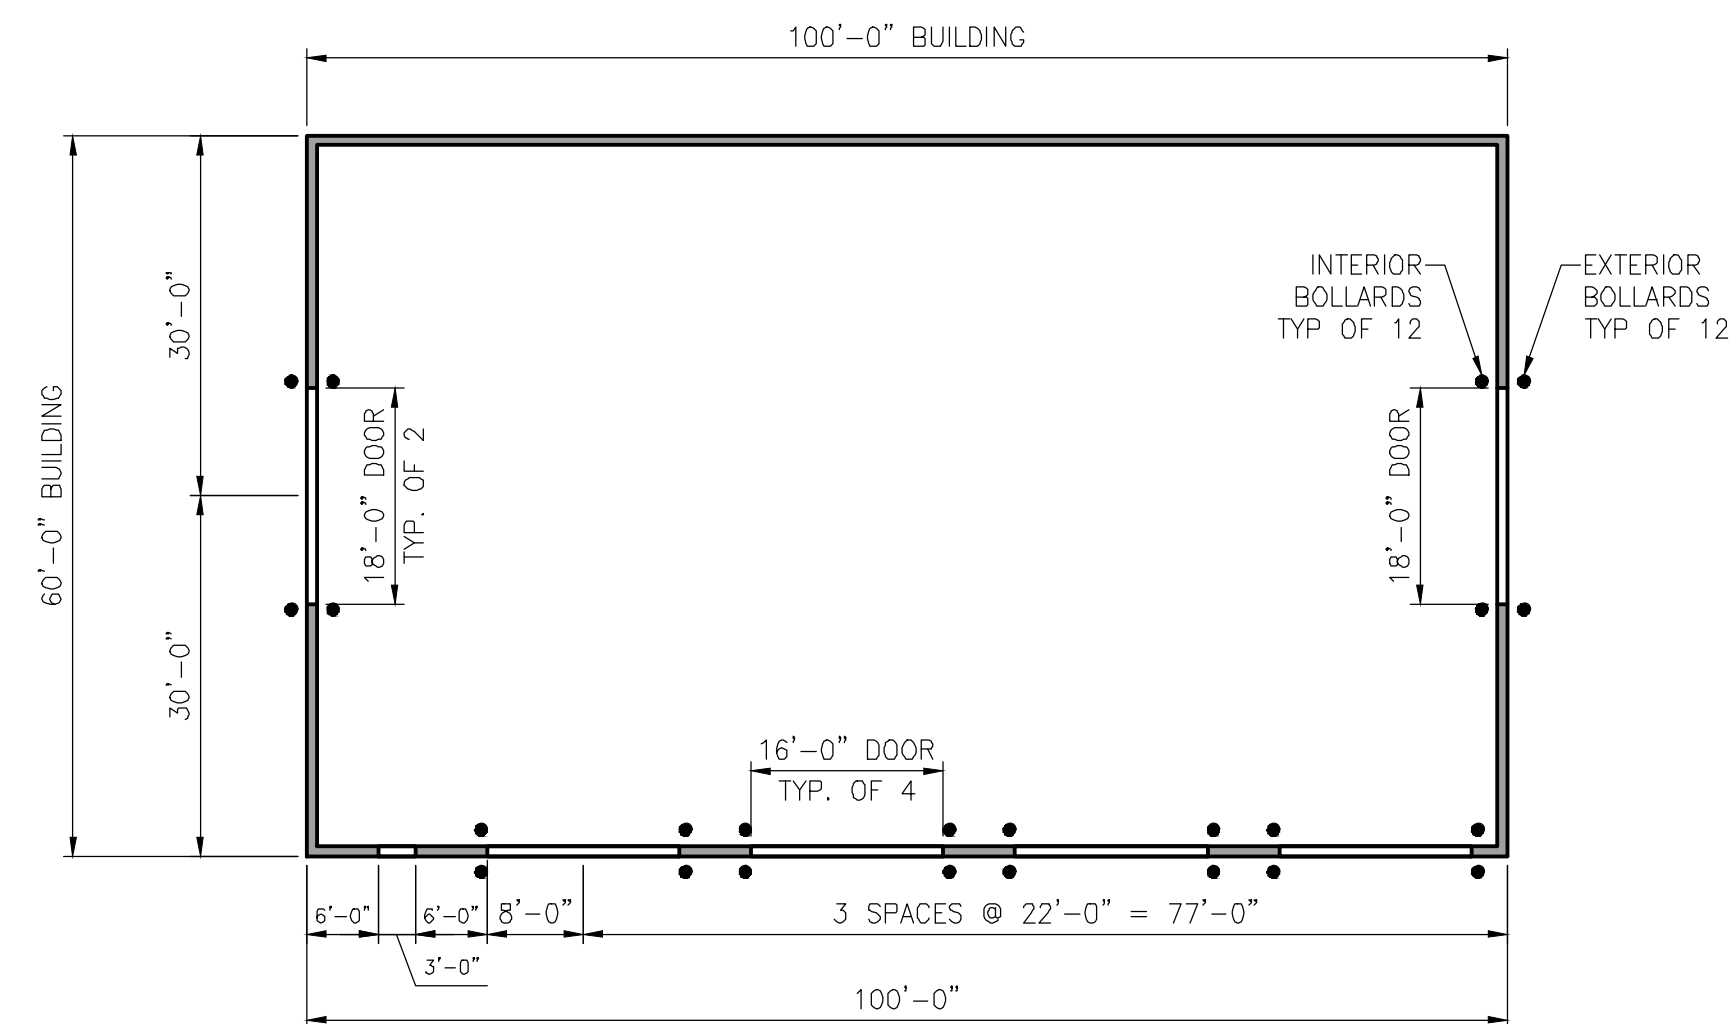 100'-0" BUILDING
60'-0" BUILDING
30'-0"
30'-0"
INTERIOR
BOLLARDS
TYP OF 12
EXTERIOR
BOLLARDS
TYP OF 12
18'-0" DOOR
TYP. OF 2
18'-0" DOOR
16'-0" DOOR
TYP. OF 4
6'-0"
6'-0"
8'-0"
3 SPACES @ 22'-0" = 77'-0"
3'-0"
100'-0"